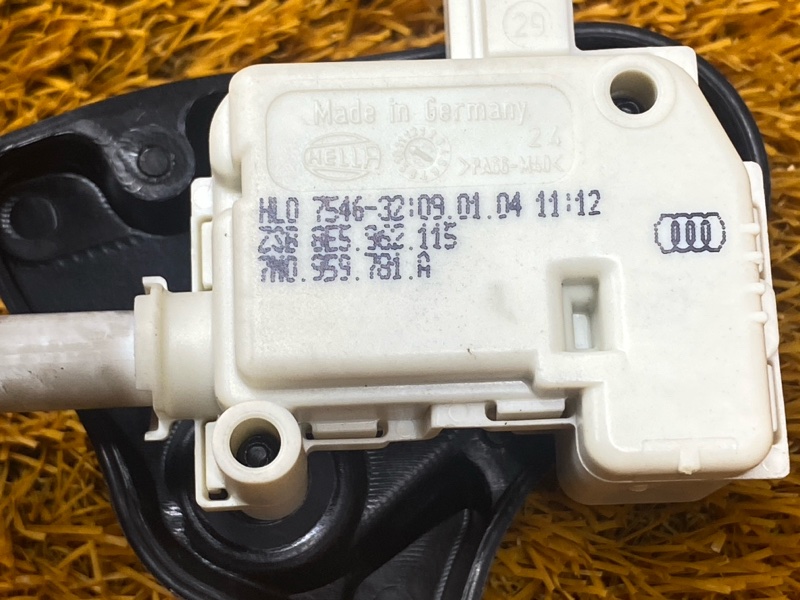 29
Made in Germany
24
HELLA
>PA66-M40<
HLO 7546-32:09.01.04 11:12
236 8E5.962.115
7M0.959.781.A